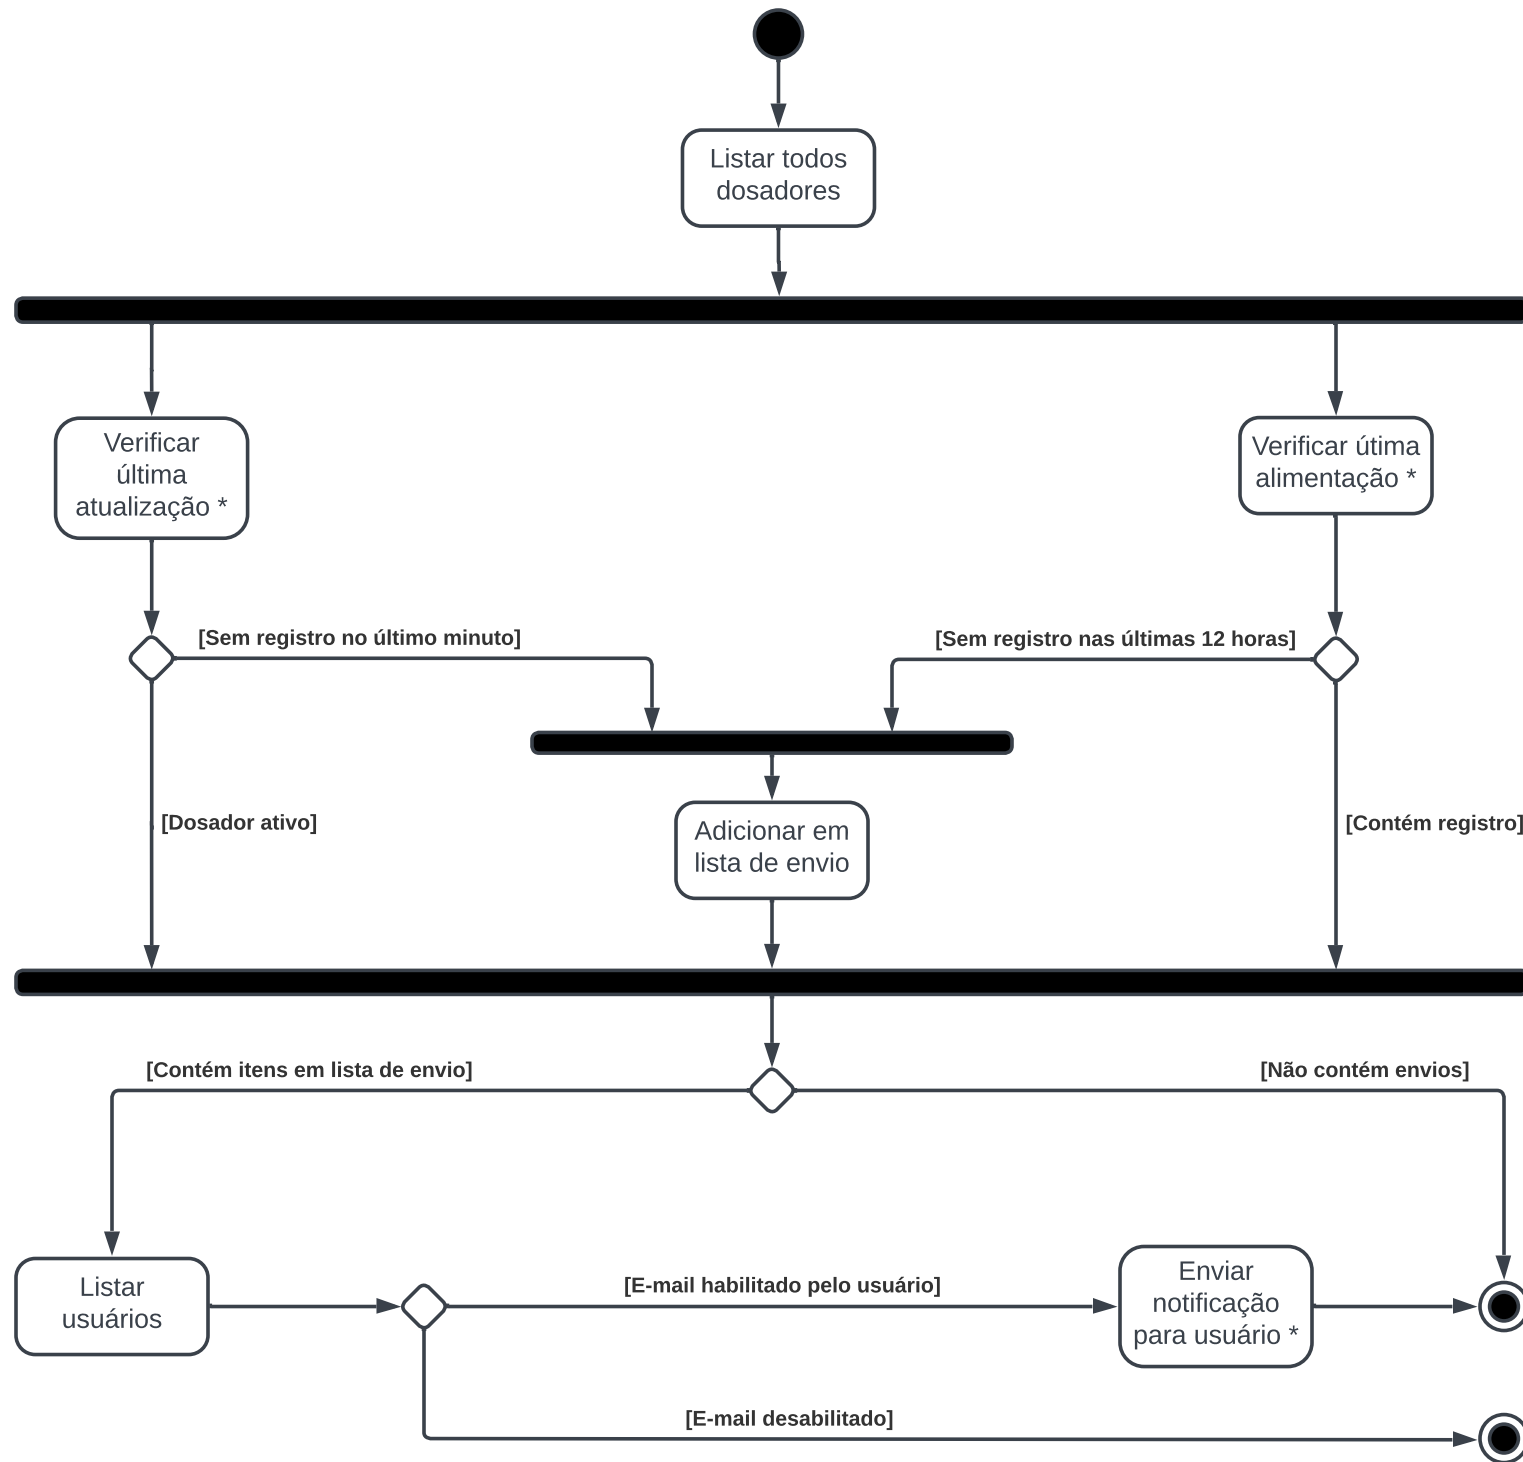 Listar todos
dosadores
Verificar
última
atualização *
Verificar útima
alimentação *
[Sem registro no último minuto]
[Sem registro nas últimas 12 horas]
[Dosador ativo]
Adicionar em
lista de envio
[Contém registro]
[Contém itens em lista de envio]
[Não contém envios]
Listar
usuários
[E-mail habilitado pelo usuário]
Enviar
notificação
para usuário *
[E-mail desabilitado]